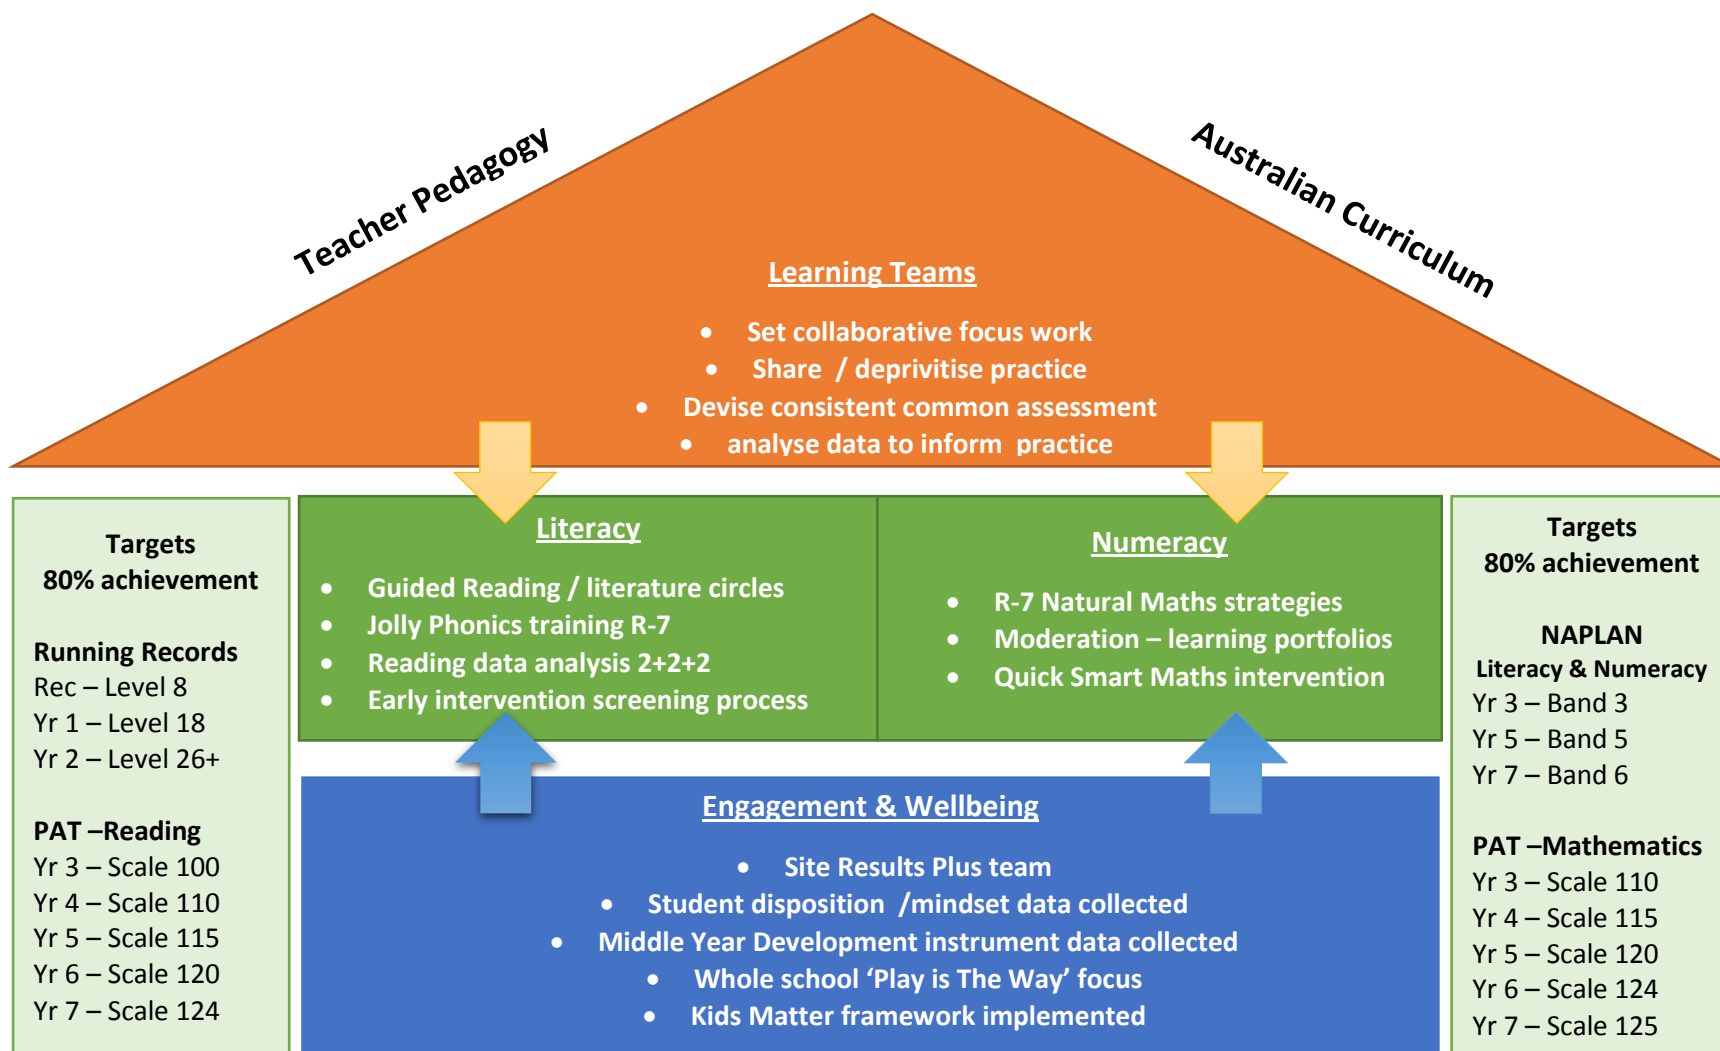 Teacher Pedagogy
Australian Curriculum
Learning Teams
• Set collaborative focus work
• Share / deprivitise practice
• Devise consistent common assessment
• analyse data to inform practice
Targets
80% achievement
Running Records
Rec – Level 8
Yr 1 – Level 18
Yr 2 – Level 26+
PAT –Reading
Yr 3 – Scale 100
Yr 4 – Scale 110
Yr 5 – Scale 115
Yr 6 – Scale 120
Yr 7 – Scale 124
Literacy
• Guided Reading / literature circles
• Jolly Phonics training R-7
• Reading data analysis 2+2+2
• Early intervention screening process
Numeracy
• R-7 Natural Maths strategies
• Moderation – learning portfolios
• Quick Smart Maths intervention
Engagement & Wellbeing
• Site Results Plus team
• Student disposition /mindset data collected
• Middle Year Development instrument data collected
• Whole school ‘Play is The Way’ focus
• Kids Matter framework implemented
Targets
80% achievement
NAPLAN
Literacy & Numeracy
Yr 3 – Band 3
Yr 5 – Band 5
Yr 7 – Band 6
PAT –Mathematics
Yr 3 – Scale 110
Yr 4 – Scale 115
Yr 5 – Scale 120
Yr 6 – Scale 124
Yr 7 – Scale 125